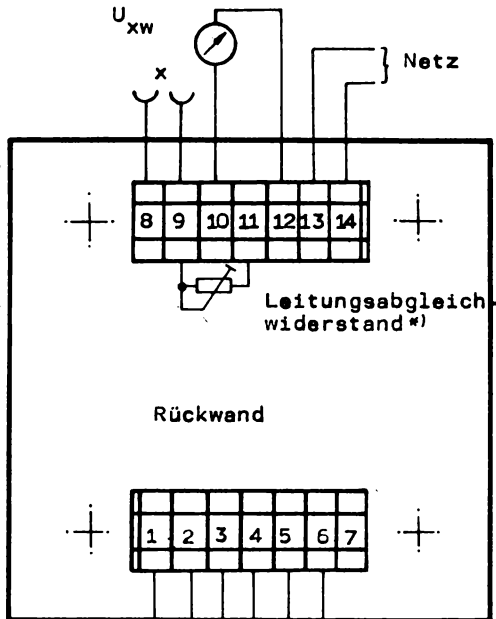 U xw
x
Netz
8 9 10 11 12 13 14
Leitungsabgleich-
widerstand *)
Rückwand
1 2 3 4 5 6 7